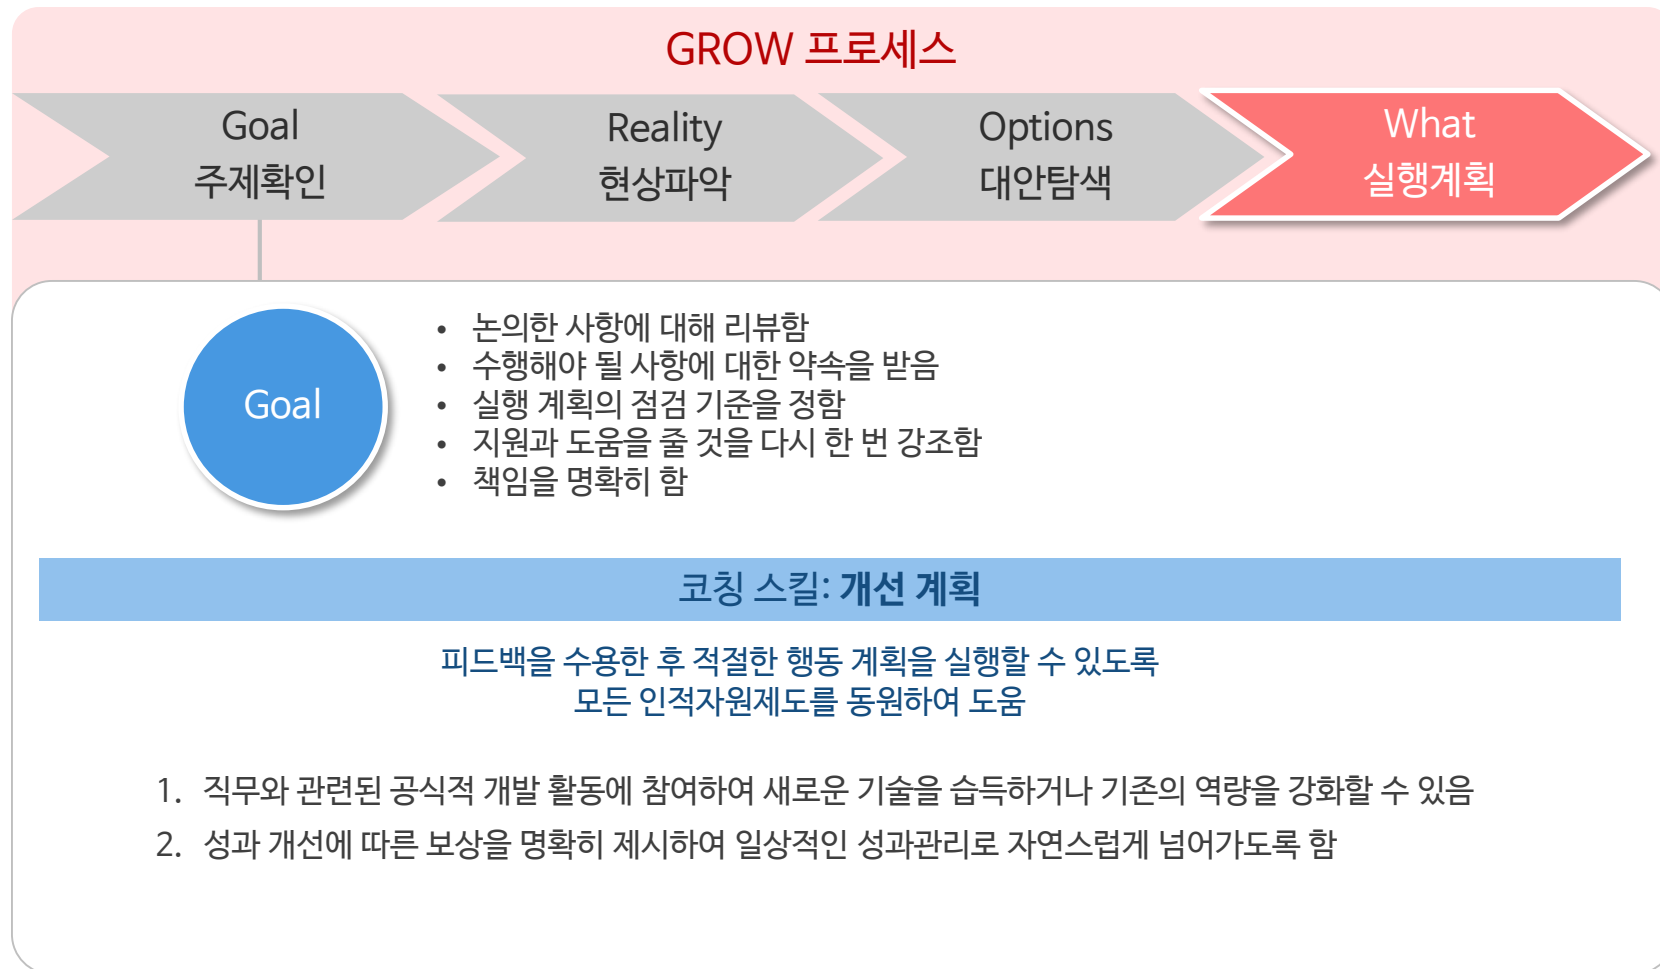 GROW 프로세스
Goal
주제확인
Reality
현상파악
Options
대안탐색
What
실행계획
Goal
• 논의한 사항에 대해 리뷰함
• 수행해야 될 사항에 대한 약속을 받음
• 실행 계획의 점검 기준을 정함
• 지원과 도움을 줄 것을 다시 한 번 강조함
• 책임을 명확히 함
코칭 스킬: 개선 계획
피드백을 수용한 후 적절한 행동 계획을 실행할 수 있도록
모든 인적자원제도를 동원하여 도움
1. 직무와 관련된 공식적 개발 활동에 참여하여 새로운 기술을 습득하거나 기존의 역량을 강화할 수 있음
2. 성과 개선에 따른 보상을 명확히 제시하여 일상적인 성과관리로 자연스럽게 넘어가도록 함